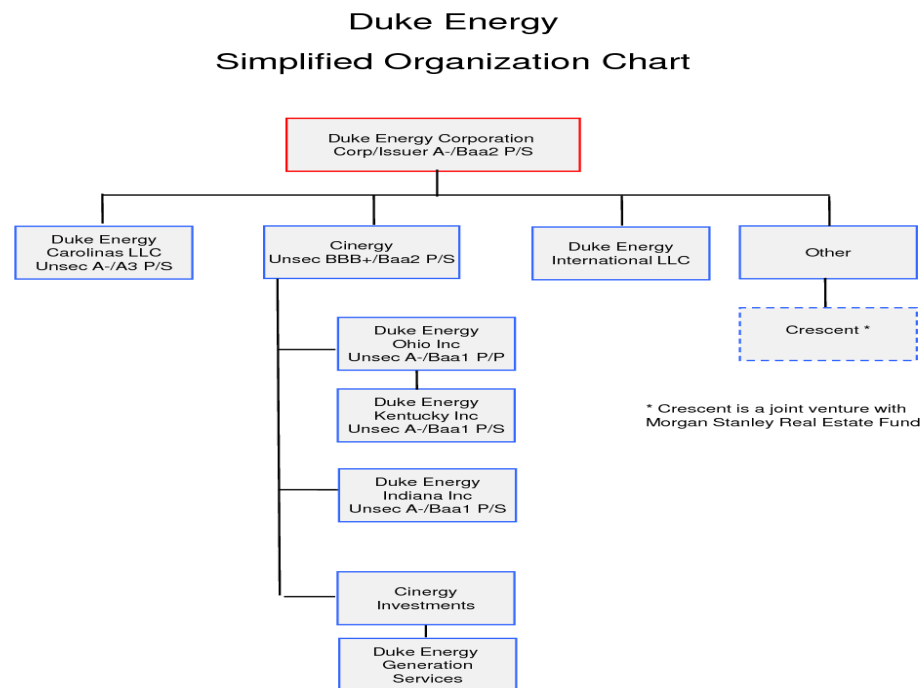 Duke Energy
Simplified Organization Chart
Duke Energy Corporation
Corp/Issuer A-/Baa2 P/S
Duke Energy
Carolinas LLC
Unsec A-/A3 P/S
Cinergy
Unsec BBB+/Baa2 P/S
Duke Energy
International LLC
Other
Duke Energy
Ohio Inc
Unsec A-/Baa1 P/P
Duke Energy
Kentucky Inc
Unsec A-/Baa1 P/S
Duke Energy
Indiana Inc
Unsec A-/Baa1 P/S
Cinergy
Investments
Duke Energy
Generation
Services
Crescent *
* Crescent is a joint venture with
Morgan Stanley Real Estate Fund